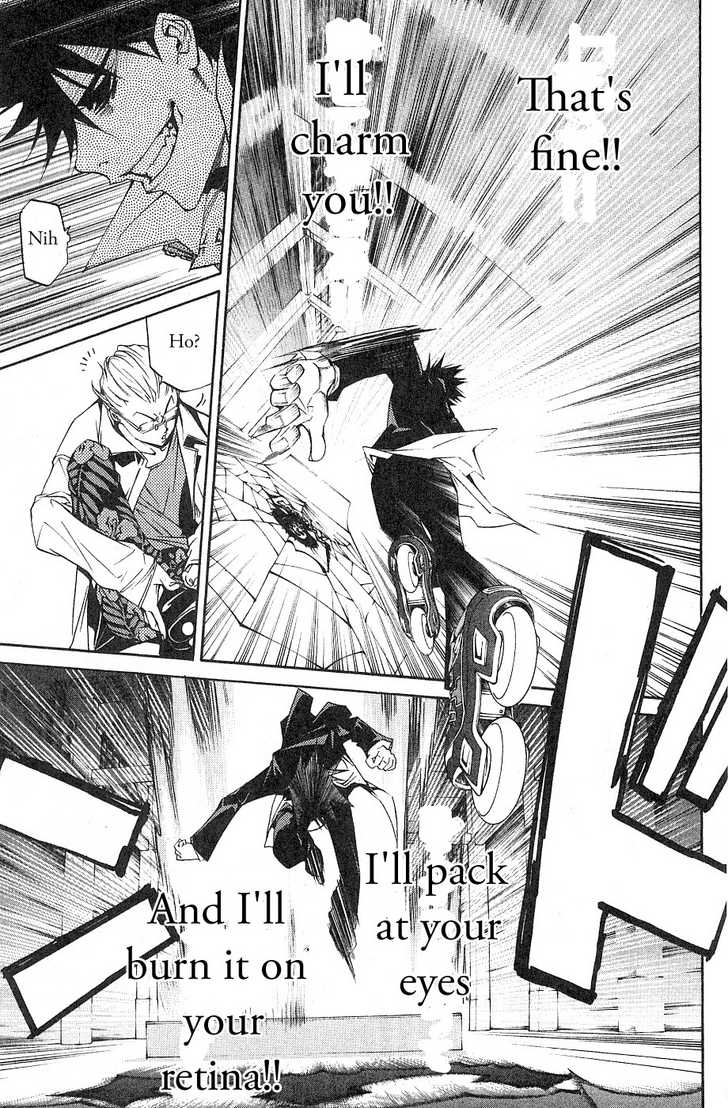 That's
fine!!
I'll
charm
you!!
Nih
Ho?
I'll pack
at your
eyes
And I'll
burn it on
your
retina!!